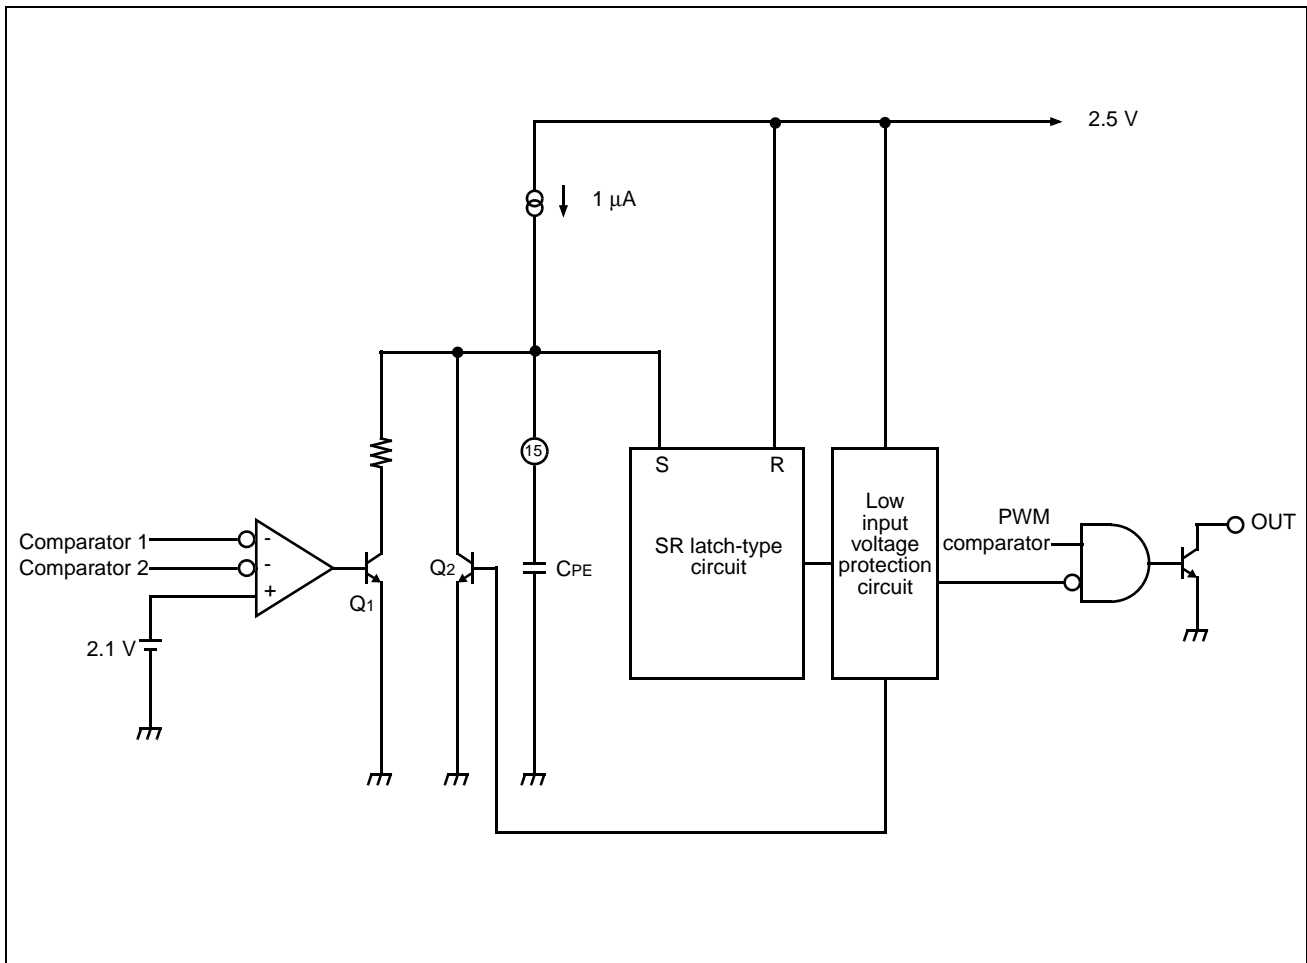 2.5 V
1 μA
15
S
R
Low
input
voltage
protection
circuit
PWM
comparator
OUT
Comparator 1
Comparator 2
-
-
+
Q1
Q2
CPE
SR latch-type
circuit
2.1 V